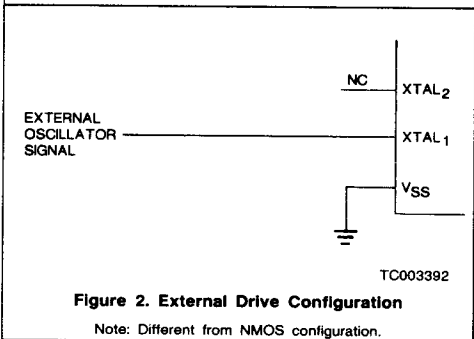 NC
XTAL2
EXTERNAL
OSCILLATOR
SIGNAL
XTAL1
VSS
TC003392
Figure 2. External Drive Configuration
Note: Different from NMOS configuration.